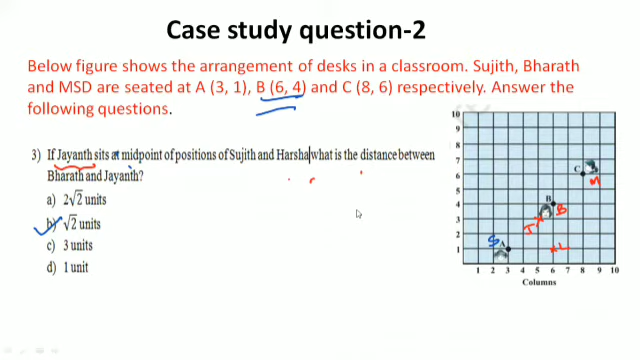 Case study question-2
Below figure shows the arrangement of desks in a classroom. Sujith, Bharath
and MSD are seated at A (3, 1), B (6, 4) and C (8, 6) respectively. Answer the
following questions.
3) If Jayanth sits at midpoint of positions of Sujith and Harsha what is the distance between
Bharath and Jayanth?
a) 2√2 units
b) √2 units
c) 3 units
d) 1 unit
10
9
8
7
6
5
4
3
2
1
C
M
B
B
J
S
A
L
1 2 3 4 5 6 7 8 9 10
Columns